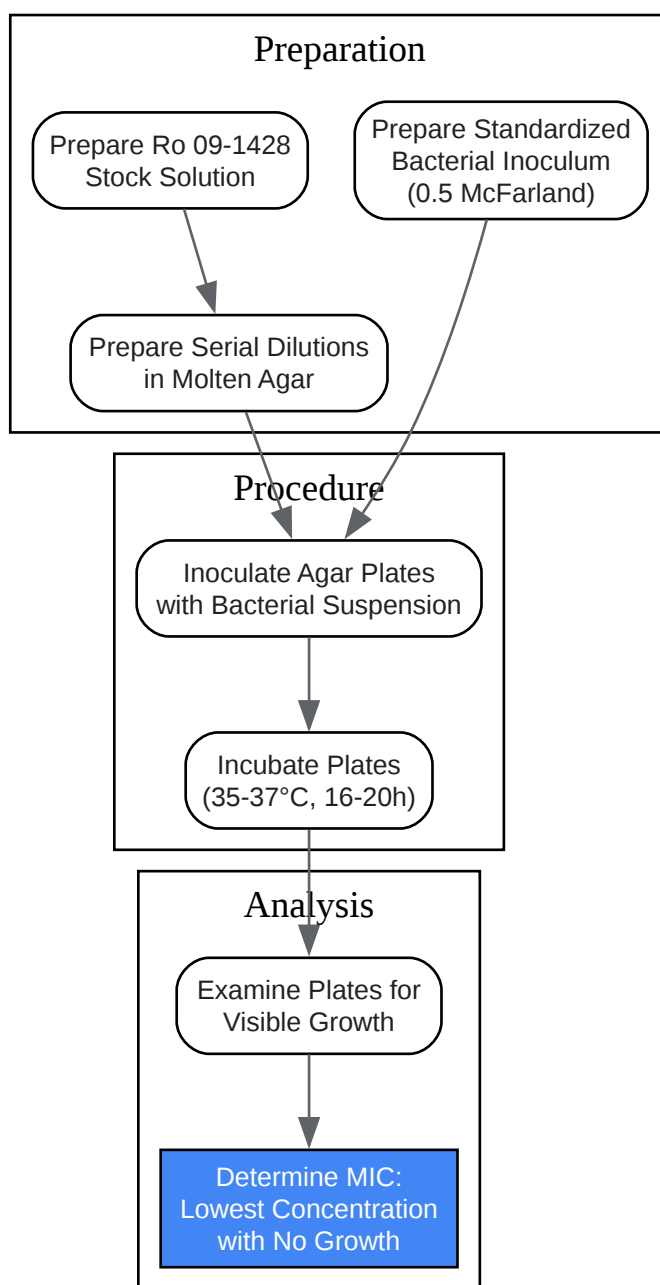 Preparation
Prepare Ro 09-1428
Stock Solution
Prepare Standardized
Bacterial Inoculum
(0.5 McFarland)
Prepare Serial Dilutions
in Molten Agar
Procedure
Inoculate Agar Plates
with Bacterial Suspension
Incubate Plates
(35-37°C, 16-20h)
Analysis
Examine Plates for
Visible Growth
Determine MIC:
Lowest Concentration
with No Growth